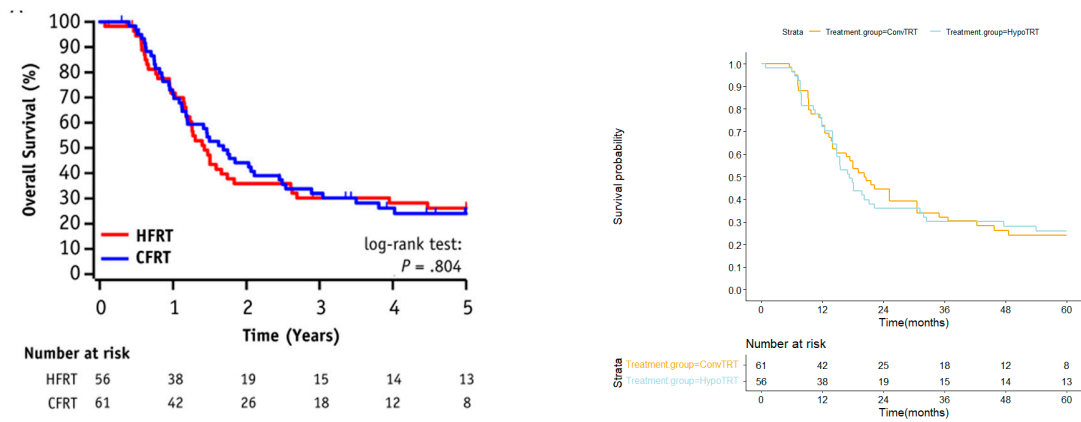 100
90
80
70
60
50
40
30
20
10
0
Overall Survival (%)
HFRT
CFRT
log-rank test:
P = .804
0 1 2 3 4 5
Time (Years)
Number at risk
HFRT 56 38 19 15 14 13
CFRT 61 42 26 18 12 8
Strata Treatment.group=ConvTRT Treatment.group=HypoTRT
1.0
0.9
0.8
0.7
0.6
0.5
0.4
0.3
0.2
0.1
0.0
Survival probability
0 12 24 36 48 60
Time(months)
Number at risk
Strata
Treatment.group=ConvTRT 61 42 25 18 12 8
Treatment.group=HypoTRT 56 38 19 15 14 13
0 12 24 36 48 60
Time(months)